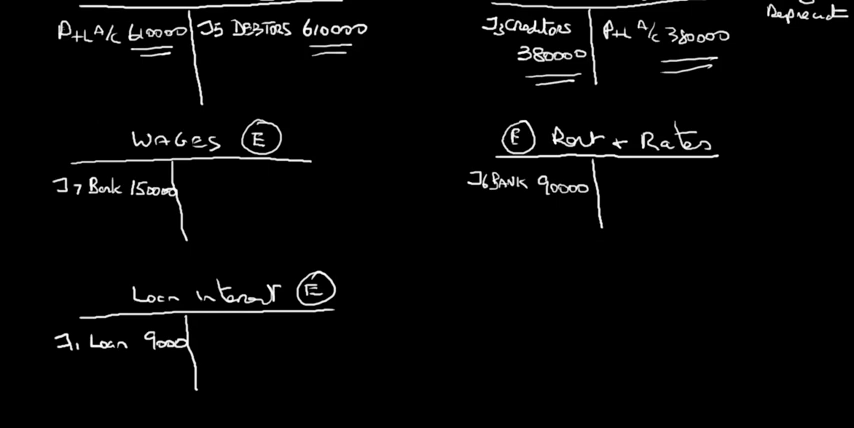 P+L A/C 610000
J5 DEBTORS 610000
J3 Creditors
380000
P+L A/C 380000
WAGES E
E Rent + Rates
J7 Bank 150000
J6 BANK 90000
Loan interest E
J1 Loan 9000